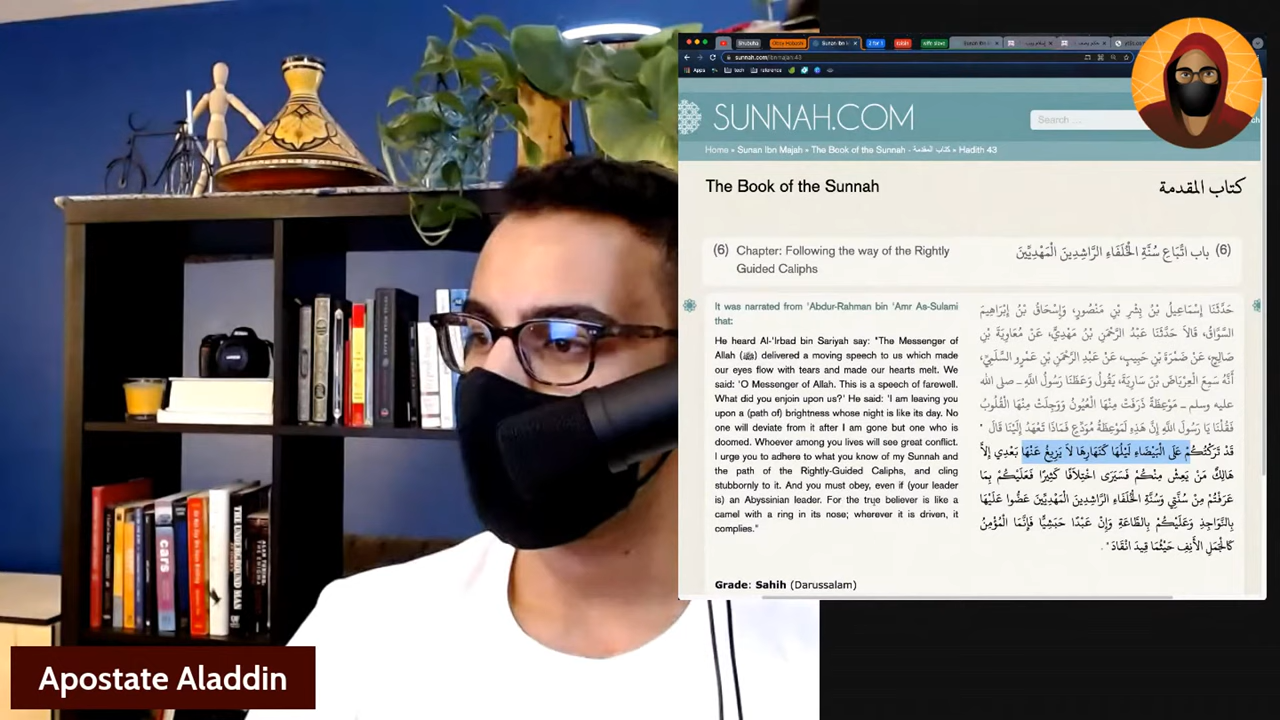 SUNNAH.COM
Search ...
Home » Sunan Ibn Majah » The Book of the Sunnah - كتاب المقدمة » Hadith 43
The Book of the Sunnah
كتاب المقدمة
(6) Chapter: Following the way of the Rightly
Guided Caliphs
(6) باب اتِّبَاعِ سُنَّةِ الْخُلَفَاءِ الرَّاشِدِينَ الْمَهْدِيِّينَ
It was narrated from 'Abdur-Rahman bin 'Amr As-Sulami
that:
He heard Al-'Irbad bin Sariyah say: "The Messenger of
Allah (ﷺ) delivered a moving speech to us which made
our eyes flow with tears and made our hearts melt. We
said: 'O Messenger of Allah. This is a speech of farewell.
What did you enjoin upon us?' He said: 'I am leaving you
upon a (path of) brightness whose night is like its day. No
one will deviate from it after I am gone but one who is
doomed. Whoever among you lives will see great conflict.
I urge you to adhere to what you know of my Sunnah and
the path of the Rightly-Guided Caliphs, and cling
stubbornly to it. And you must obey, even if (your leader
is) an Abyssinian leader. For the true believer is like a
camel with a ring in its nose; wherever it is driven, it
complies."
حَدَّثَنَا إِسْمَاعِيلُ بْنُ بِشْرِ بْنِ مَنْصُورٍ، وَإِسْحَاقُ بْنُ إِبْرَاهِيمَ
السَّوَّاقُ، قَالاَ حَدَّثَنَا عَبْدُ الرَّحْمَنِ بْنُ مَهْدِيٍّ، عَنْ مُعَاوِيَةَ بْنِ
صَالِحٍ، عَنْ ضَمْرَةَ بْنِ حَبِيبٍ، عَنْ عَبْدِ الرَّحْمَنِ بْنِ عَمْرٍو السُّلَمِيِّ،
أَنَّهُ سَمِعَ الْعِرْبَاضَ بْنَ سَارِيَةَ، يَقُولُ وَعَظَنَا رَسُولُ اللَّهِ ـ صلى الله
عليه وسلم ـ مَوْعِظَةً ذَرَفَتْ مِنْهَا الْعُيُونُ وَوَجِلَتْ مِنْهَا الْقُلُوبُ
فَقُلْنَا يَا رَسُولَ اللَّهِ إِنَّ هَذِهِ لَمَوْعِظَةُ مُوَدِّعٍ فَمَاذَا تَعْهَدُ إِلَيْنَا قَالَ ‏"‏
قَدْ تَرَكْتُكُمْ عَلَى الْبَيْضَاءِ لَيْلُهَا كَنَهَارِهَا لاَ يَزِيغُ عَنْهَا بَعْدِي إِلاَّ
هَالِكٌ مَنْ يَعِشْ مِنْكُمْ فَسَيَرَى اخْتِلاَفًا كَثِيرًا فَعَلَيْكُمْ بِمَا
عَرَفْتُمْ مِنْ سُنَّتِي وَسُنَّةِ الْخُلَفَاءِ الرَّاشِدِينَ الْمَهْدِيِّينَ عَضُّوا عَلَيْهَا
بِالنَّوَاجِذِ وَعَلَيْكُمْ بِالطَّاعَةِ وَإِنْ عَبْدًا حَبَشِيًّا فَإِنَّمَا الْمُؤْمِنُ
كَالْجَمَلِ الأَنِفِ حَيْثُمَا قِيدَ انْقَادَ ‏"‏ ‏.‏
Grade: Sahih (Darussalam)
cars
THE UNDERGROUND MAN
Apostate Aladdin